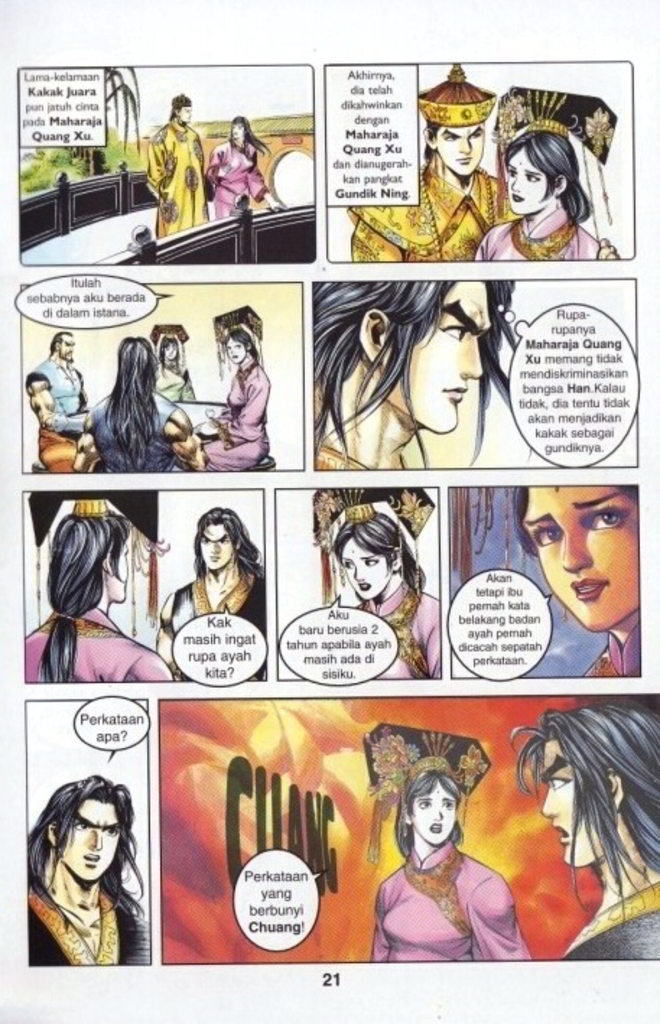 Lama-kelamaan
Kakak Juara
pun jatuh cinta
pada Maharaja
Quang Xu.
Akhirnya,
dia telah
dikahwinkan
dengan
Maharaja
Quang Xu
dan dianugerah-
kan pangkat
Gundik Ning.
Itulah
sebabnya aku berada
di dalam istana.
Rupa-
rupanya
Maharaja Quang
Xu memang tidak
mendiskriminasikan
bangsa Han.Kalau
tidak, dia tentu tidak
akan menjadikan
kakak sebagai
gundiknya.
Kak
masih ingat
rupa ayah
kita?
Aku
baru berusia 2
tahun apabila ayah
masih ada di
sisiku.
Akan
tetapi ibu
pernah kata
belakang badan
ayah pernah
dicacah sepatah
perkataan.
Perkataan
apa?
CHUANG
Perkataan
yang
berbunyi
Chuang!
21